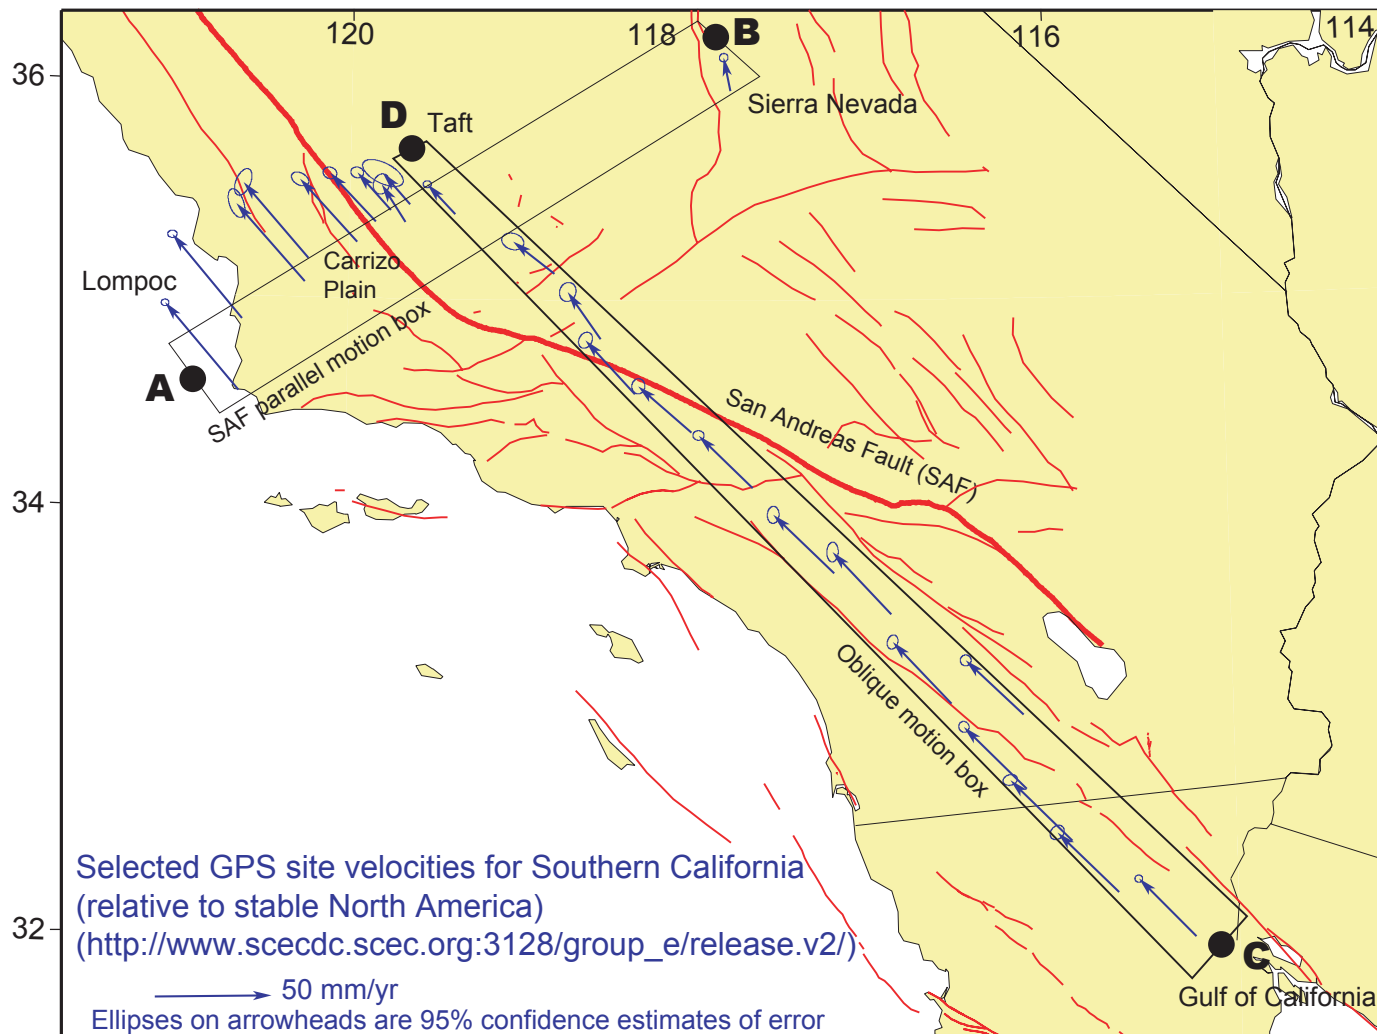 120
118
116
114
36
34
32
B
Sierra Nevada
D
Taft
Carrizo
Plain
Lompoc
A
SAF parallel motion box
San Andreas Fault (SAF)
Oblique motion box
C
Gulf of California
Selected GPS site velocities for Southern California
(relative to stable North America)
(http://www.scecdc.scec.org:3128/group_e/release.v2/)
50 mm/yr
Ellipses on arrowheads are 95% confidence estimates of error